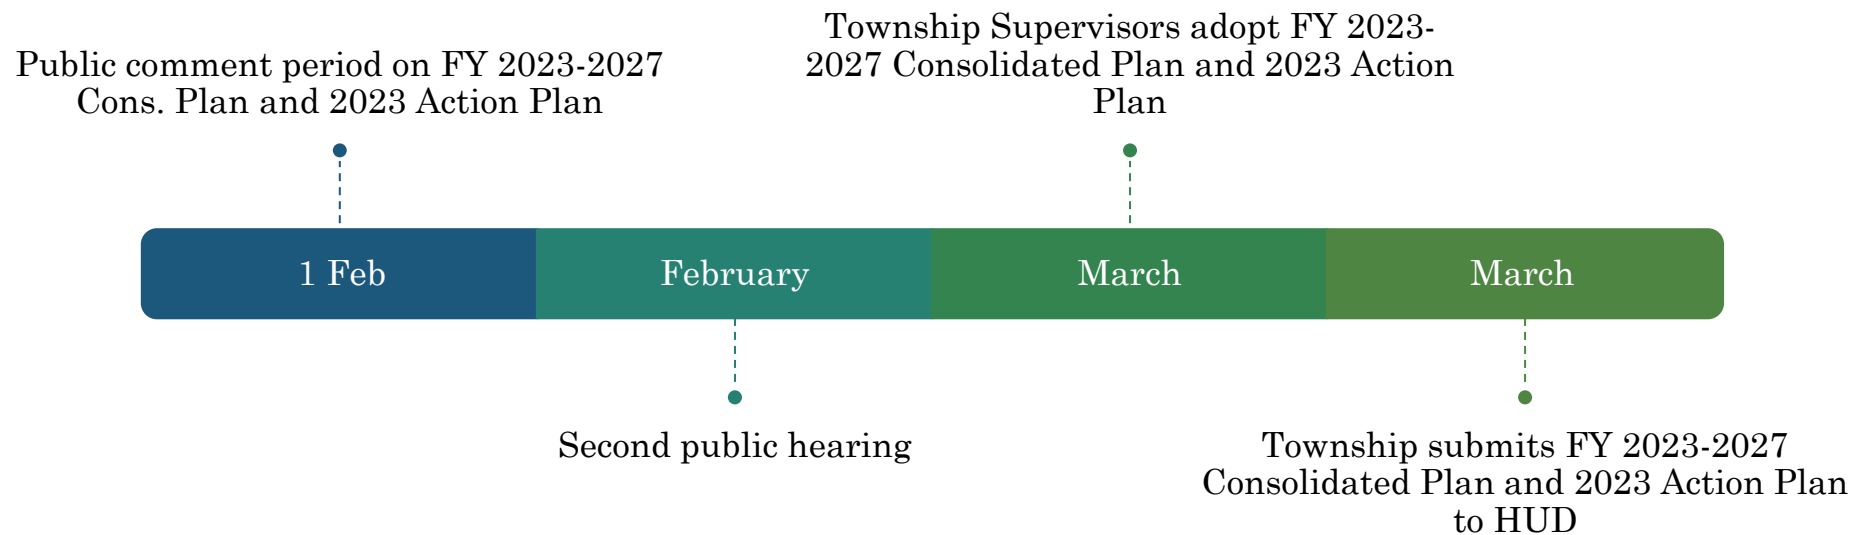 Public comment period on FY 2023-2027
Cons. Plan and 2023 Action Plan
Township Supervisors adopt FY 2023-
2027 Consolidated Plan and 2023 Action
Plan
1 Feb
February
March
March
Second public hearing
Township submits FY 2023-2027
Consolidated Plan and 2023 Action Plan
to HUD